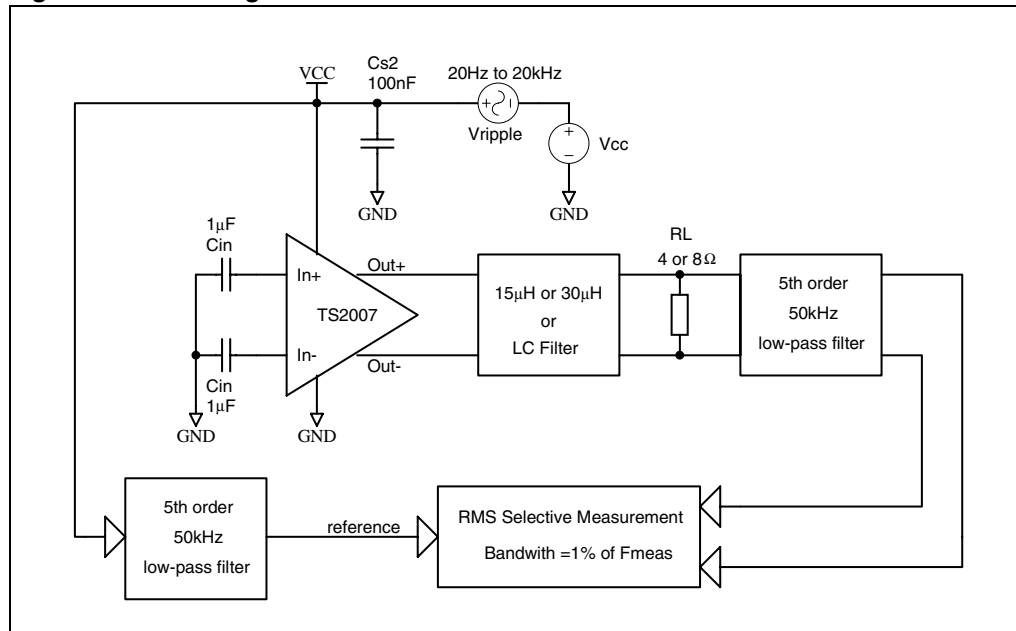 VCC
Cs2
100nF
20Hz to 20kHz
Vripple
+
−
Vcc
GND
GND
1μF
Cin
In+
Out+
TS2007
In-
Out-
Cin
1μF
GND
GND
15μH or 30μH
or
LC Filter
RL
4 or 8Ω
5th order
50kHz
low-pass filter
5th order
50kHz
low-pass filter
reference
RMS Selective Measurement
Bandwith =1% of Fmeas